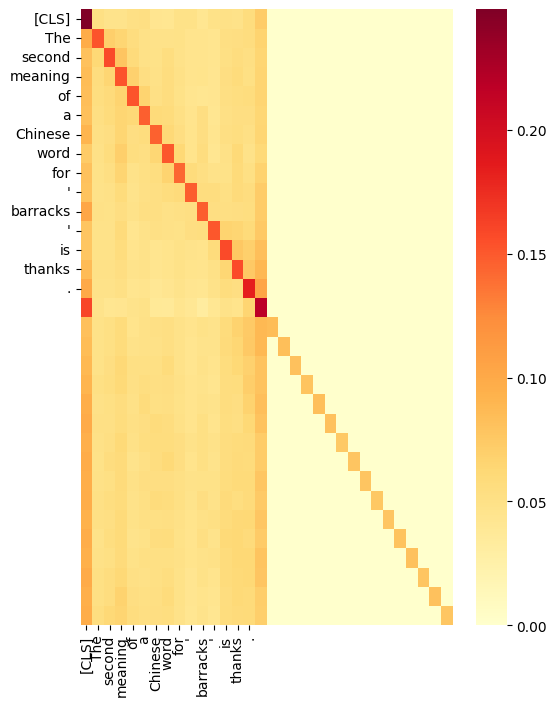 [CLS]
The
second
meaning
of
a
Chinese
word
for
'
barracks
'
is
thanks
.
0.20
0.15
0.10
0.05
0.00
[CLS]
The
second
meaning
of
a
Chinese
word
for
'
barracks
'
is
thanks
.